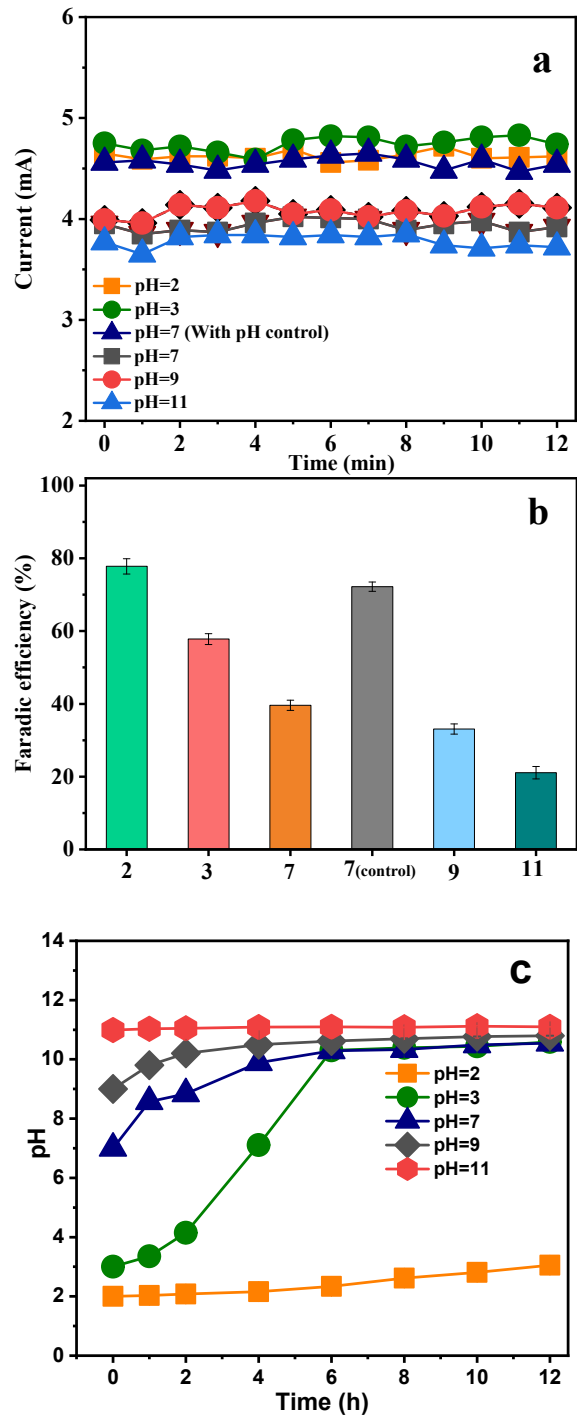 a
6
5
4
3
2
Current (mA)
pH=2
pH=3
pH=7 (With pH control)
pH=7
pH=9
pH=11
0 2 4 6 8 10 12
Time (min)
b
100
80
60
40
20
0
Faradic efficiency (%)
2 3 7 7(control) 9 11
c
14
12
10
8
6
4
2
0
pH
pH=2
pH=3
pH=7
pH=9
pH=11
0 2 4 6 8 10 12
Time (h)